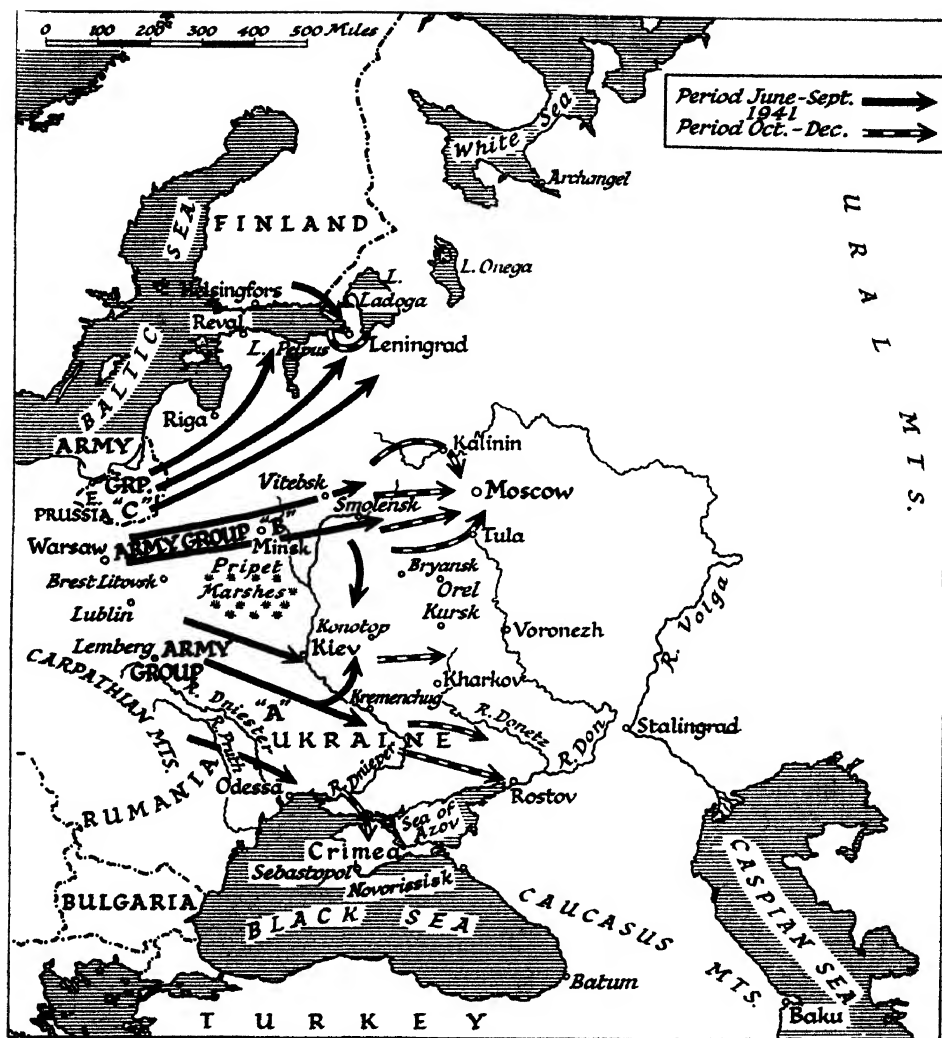 0 100 200 300 400 500 Miles
Period June-Sept.
1941
Period Oct.-Dec.
White Sea
Archangel
URAL MTS.
FINLAND
BALTIC SEA
L. Onega
L. Ladoga
Helsingfors
Reval
L. Peipus
Leningrad
Riga
ARMY
GRP.
"C"
E.
PRUSSIA
Kalinin
Vitebsk
Moscow
Smolensk
Warsaw
ARMY GROUP "B"
Minsk
Tula
Brest Litovsk
Pripet
Marshes
Bryansk
Orel
Lublin
Kursk
Konotop
Voronezh
R. Volga
Lemberg
ARMY
GROUP
"A"
Kiev
Kharkov
CARPATHIAN MTS.
R. Dniester
R. Pruth
Kremenchug
R. Donetz
R. Don
Stalingrad
UKRAINE
R. Dnieper
RUMANIA
Odessa
Rostov
Sea of
Azov
Crimea
Sebastopol
Novorissisk
BULGARIA
BLACK SEA
CAUCASUS MTS.
CASPIAN SEA
Batum
Baku
TURKEY